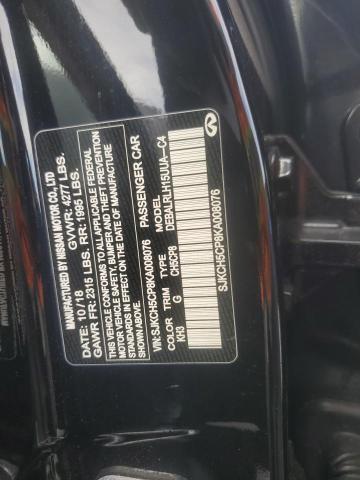 MANUFACTURED BY NISSAN MOTOR CO., LTD
DATE: 10/18 GVWR: 4277 LBS.
GAWR FR: 2315 LBS. RR: 1995 LBS.
THIS VEHICLE CONFORMS TO ALL APPLICABLE FEDERAL
MOTOR VEHICLE SAFETY, BUMPER AND THEFT PREVENTION
STANDARDS IN EFFECT ON THE DATE OF MANUFACTURE
SHOWN ABOVE.
VIN:SJKCH5CP8KA008076 PASSENGER CAR
COLOR TRIM MODEL
KH3 G CH5CP8 DEBALRLH15UUA-C4
SJKCH5CP8KA008076